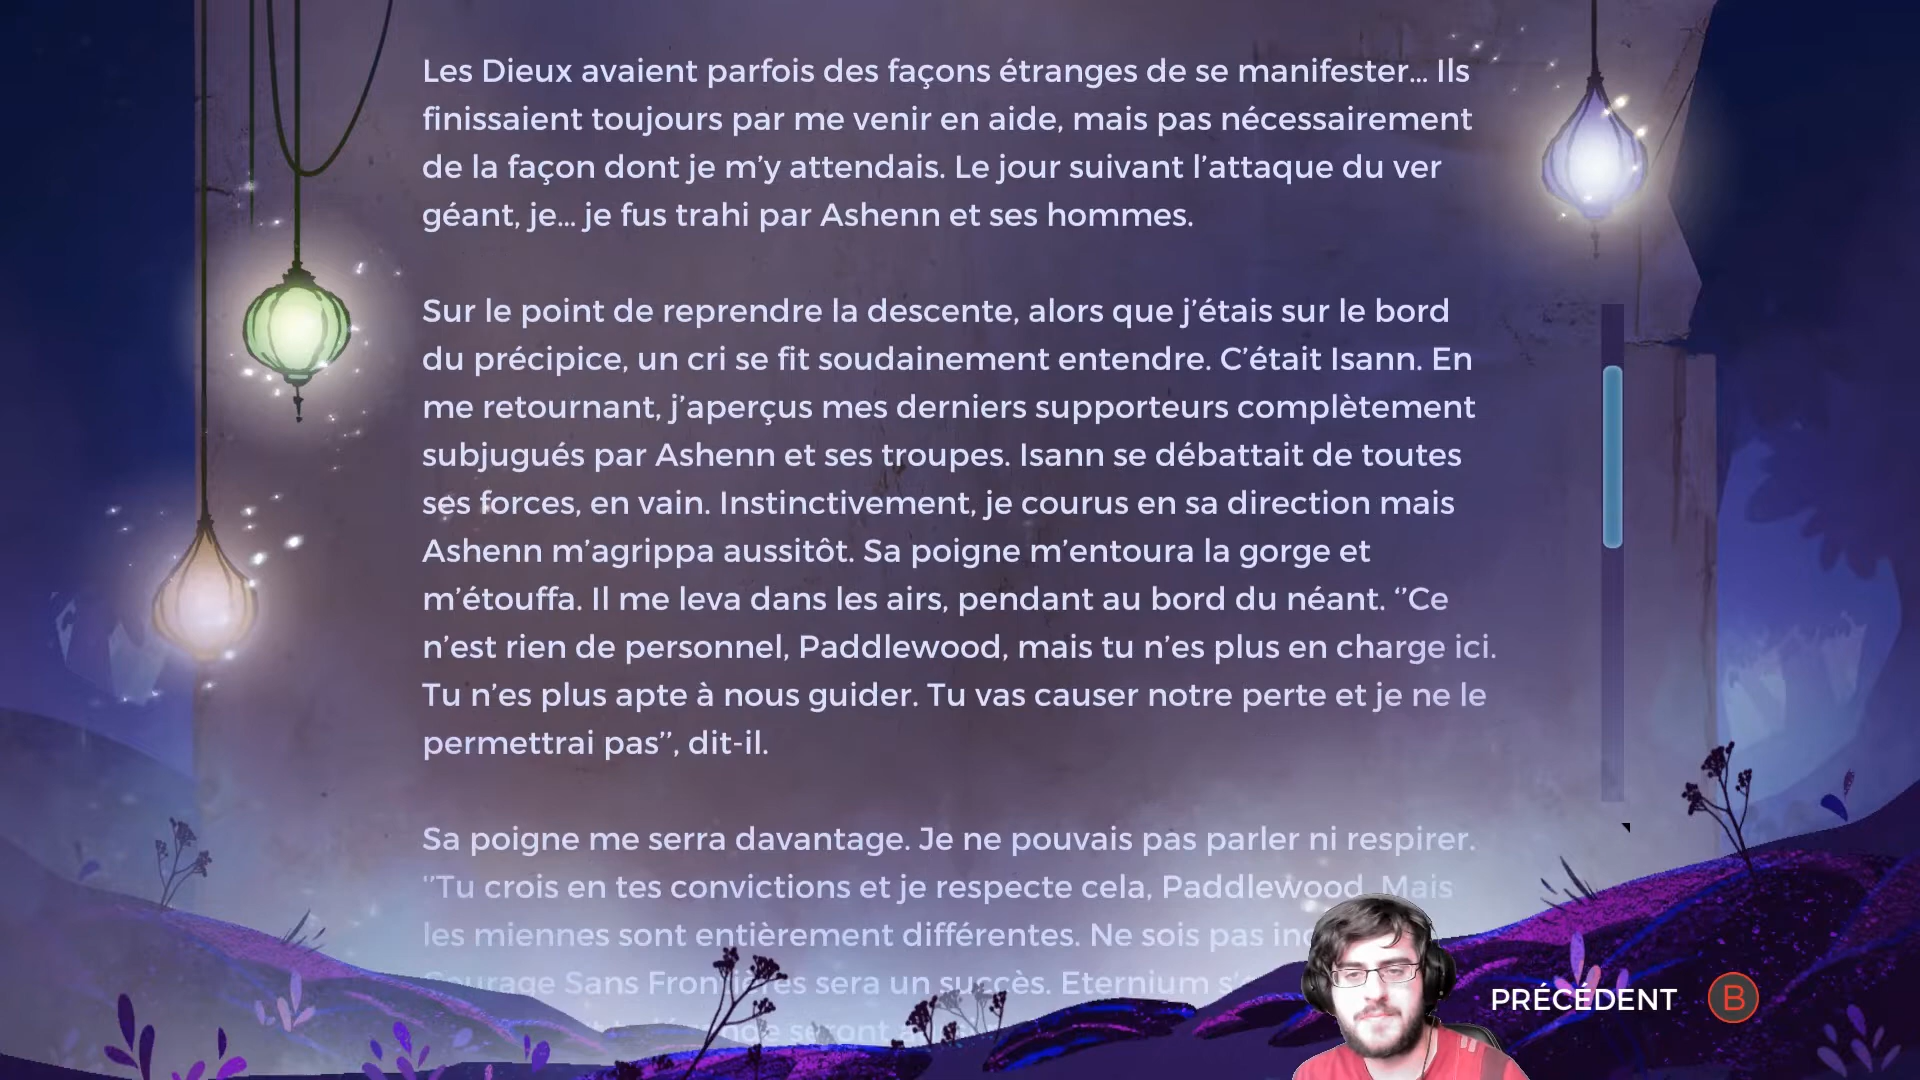 Les Dieux avaient parfois des façons étranges de se manifester... Ils
finissaient toujours par me venir en aide, mais pas nécessairement
de la façon dont je m’y attendais. Le jour suivant l’attaque du ver
géant, je... je fus trahi par Ashenn et ses hommes.
Sur le point de reprendre la descente, alors que j’étais sur le bord
du précipice, un cri se fit soudainement entendre. C’était Isann. En
me retournant, j’aperçus mes derniers supporteurs complètement
subjugués par Ashenn et ses troupes. Isann se débattait de toutes
ses forces, en vain. Instinctivement, je courus en sa direction mais
Ashenn m’agrippa aussitôt. Sa poigne m’entoura la gorge et
m’étouffa. Il me leva dans les airs, pendant au bord du néant. ‘’Ce
n’est rien de personnel, Paddlewood, mais tu n’es plus en charge ici.
Tu n’es plus apte à nous guider. Tu vas causer notre perte et je ne le
permettrai pas’’, dit-il.
Sa poigne me serra davantage. Je ne pouvais pas parler ni respirer.
‘’Tu crois en tes convictions et je respecte cela, Paddlewood. Mais
les miennes sont entièrement différentes. Ne sois pas
Courage Sans Frontières sera un succès. Eternium
seront
PRÉCÉDENT B